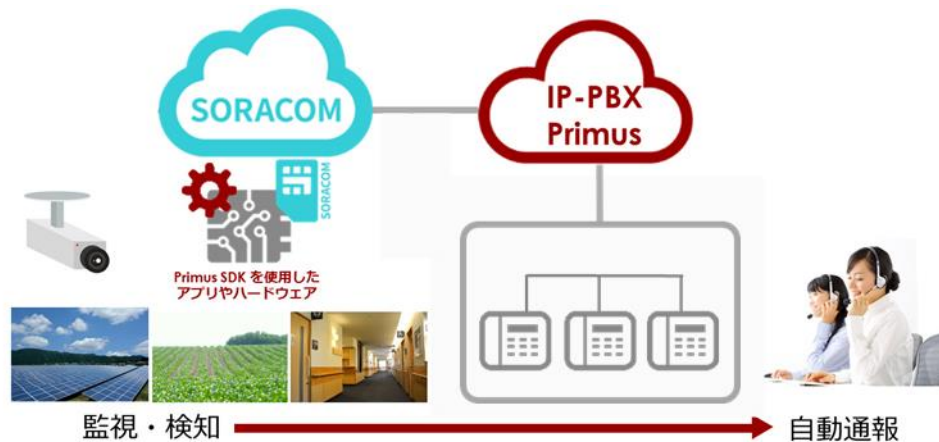 SORACOM
IP-PBX
Primus
SORACOM
Primus SDK を使用した
アプリやハードウェア
監視・検知
自動通報